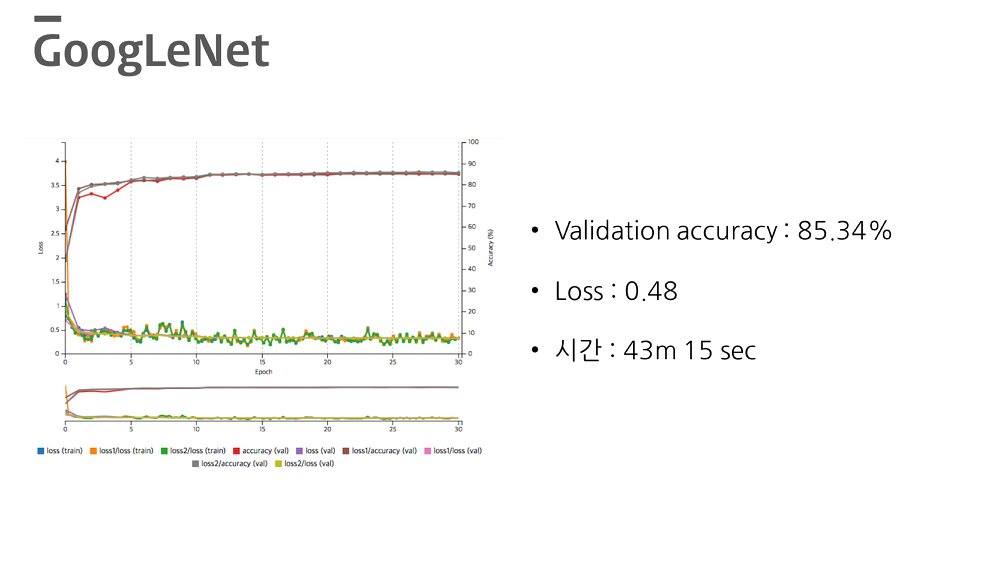 GoogLeNet
100
4
90
3.5
80
3
70
60
2.5
Loss
50
Accuracy (%)
2
40
1.5
30
1
20
0.5
10
0
0
0 5 10 15 20 25 30
Epoch
0 5 10 15 20 25 30
loss (train) loss1/loss (train) loss2/loss (train) accuracy (val) loss (val) loss1/accuracy (val) loss1/loss (val)
loss2/accuracy (val) loss2/loss (val)
• Validation accuracy : 85.34%
• Loss : 0.48
• 시간 : 43m 15 sec